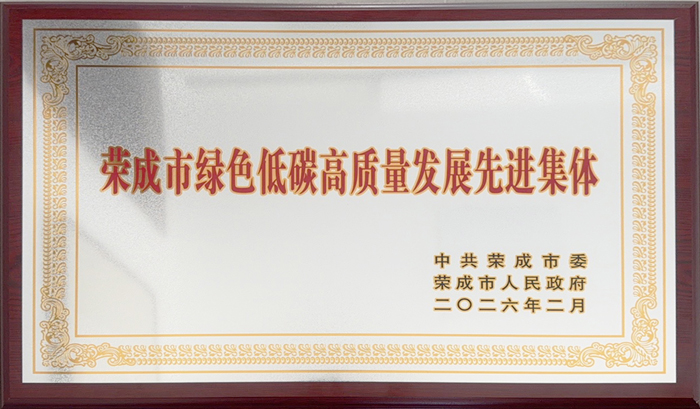 荣成市绿色低碳高质量发展先进集体
中共荣成市委
荣成市人民政府
二〇二六年二月